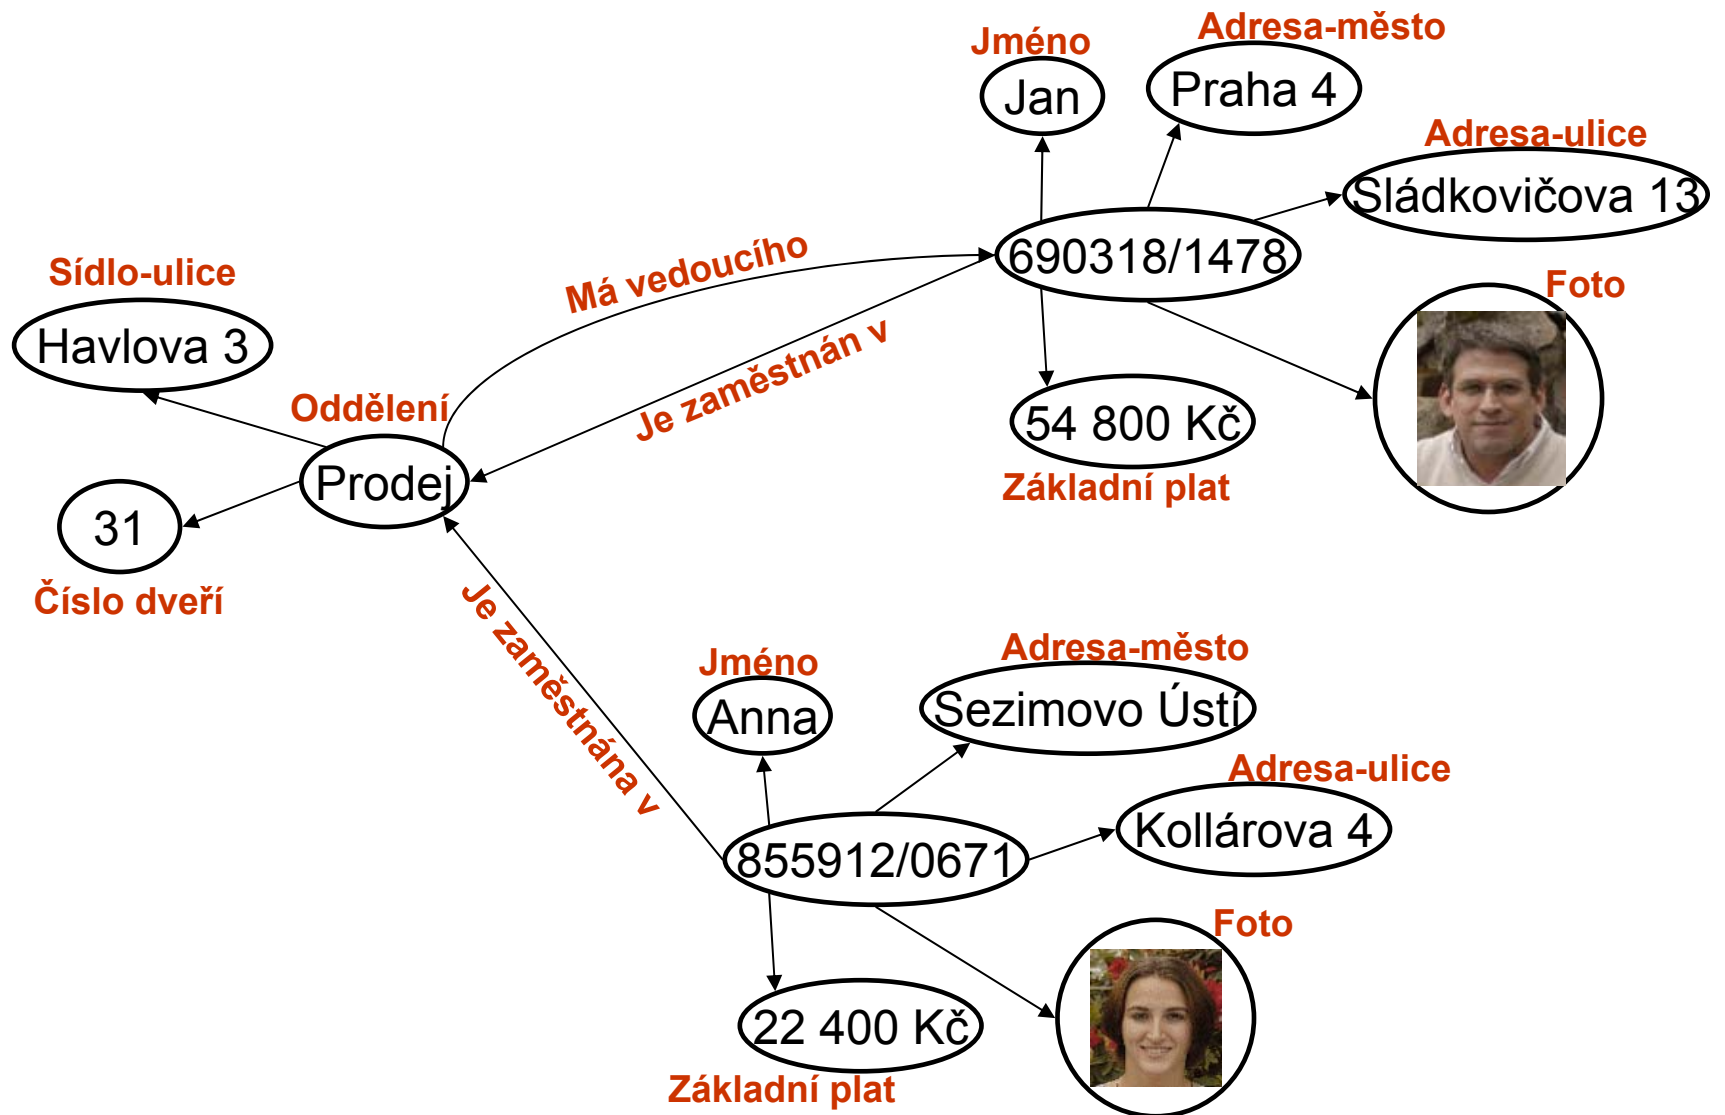 Jméno
Jan
Adresa-město
Praha 4
Adresa-ulice
Sládkovičova 13
690318/1478
Foto
54 800 Kč
Základní plat
Má vedoucího
Je zaměstnán v
Sídlo-ulice
Havlova 3
Oddělení
Prodej
31
Číslo dveří
Je zaměstnána v
Jméno
Anna
Adresa-město
Sezimovo Ústí
Adresa-ulice
Kollárova 4
855912/0671
Foto
22 400 Kč
Základní plat